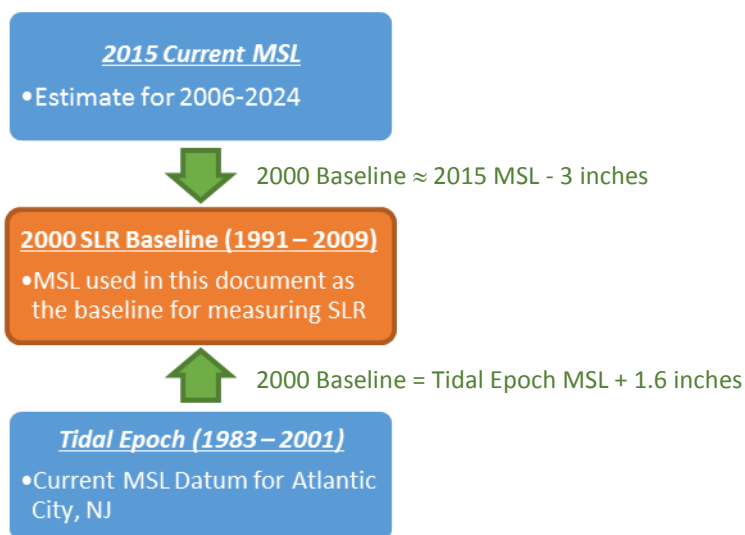 2015 Current MSL
•Estimate for 2006-2024
2000 Baseline ≈ 2015 MSL - 3 inches
2000 SLR Baseline (1991 – 2009)
•MSL used in this document as
the baseline for measuring SLR
2000 Baseline = Tidal Epoch MSL + 1.6 inches
Tidal Epoch (1983 – 2001)
•Current MSL Datum for Atlantic
City, NJ